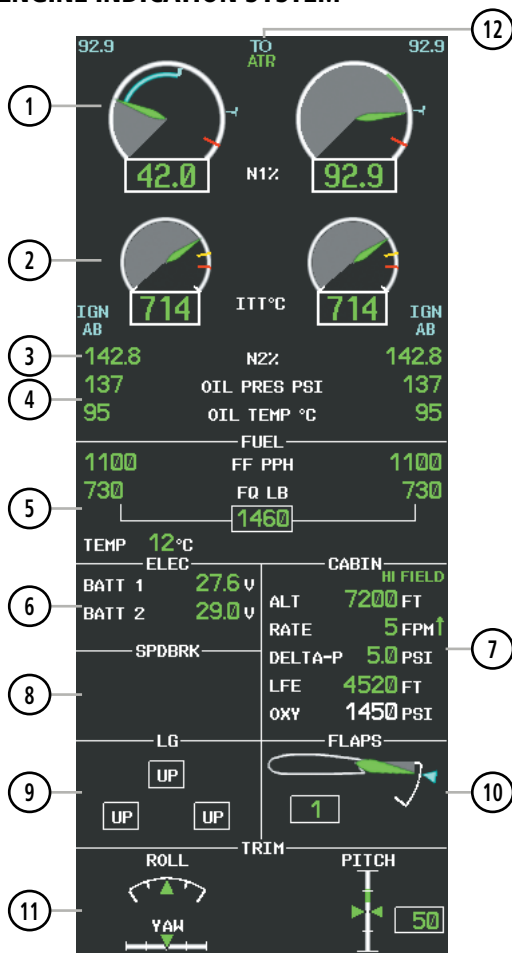 ENGINE INDICATION SYSTEM
12
92.9 TO 92.9
ATR
1
42.0 N1% 92.9
2
714 ITT°C 714
IGN IGN
AB AB
3
142.8 N2% 142.8
4
137 OIL PRES PSI 137
95 OIL TEMP °C 95
FUEL
1100 FF PPH 1100
5
730 FQ LB 730
1460
TEMP 12°C
ELEC CABIN
HI FIELD
6
BATT 1 27.6 V
BATT 2 29.0 V
7
ALT 7200 FT
RATE 5 FPM↑
DELTA-P 5.0 PSI
LFE 4520 FT
OXY 1450 PSI
8
SPDBRK
LG FLAPS
9
UP
UP UP
10
1
TRIM
11
ROLL PITCH
YAW 50